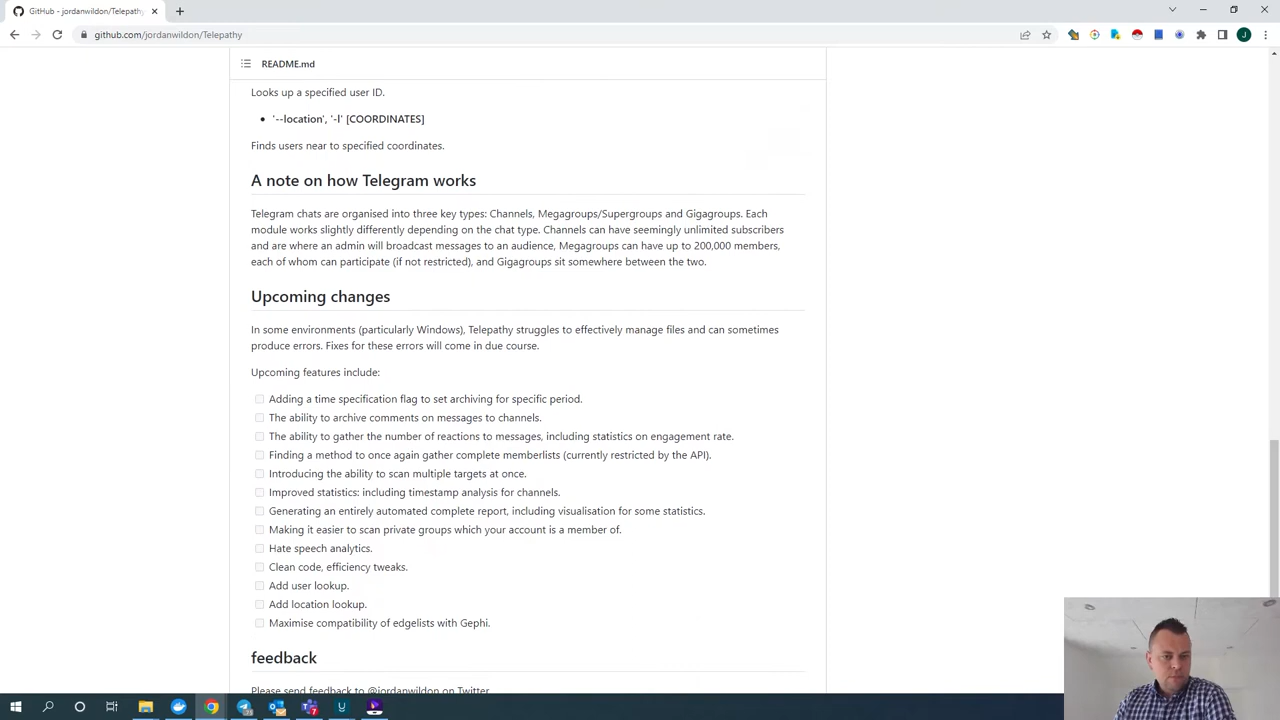 GitHub - jordanwildon/Telepathy
github.com/jordanwildon/Telepathy
J
README.md
Looks up a specified user ID.
• '--location', '-l' [COORDINATES]
Finds users near to specified coordinates.
A note on how Telegram works
Telegram chats are organised into three key types: Channels, Megagroups/Supergroups and Gigagroups. Each
module works slightly differently depending on the chat type. Channels can have seemingly unlimited subscribers
and are where an admin will broadcast messages to an audience, Megagroups can have up to 200,000 members,
each of whom can participate (if not restricted), and Gigagroups sit somewhere between the two.
Upcoming changes
In some environments (particularly Windows), Telepathy struggles to effectively manage files and can sometimes
produce errors. Fixes for these errors will come in due course.
Upcoming features include:
Adding a time specification flag to set archiving for specific period.
The ability to archive comments on messages to channels.
The ability to gather the number of reactions to messages, including statistics on engagement rate.
Finding a method to once again gather complete memberlists (currently restricted by the API).
Introducing the ability to scan multiple targets at once.
Improved statistics: including timestamp analysis for channels.
Generating an entirely automated complete report, including visualisation for some statistics.
Making it easier to scan private groups which your account is a member of.
Hate speech analytics.
Clean code, efficiency tweaks.
Add user lookup.
Add location lookup.
Maximise compatibility of edgelists with Gephi.
feedback
Please send feedback to @jordanwildon on Twitter